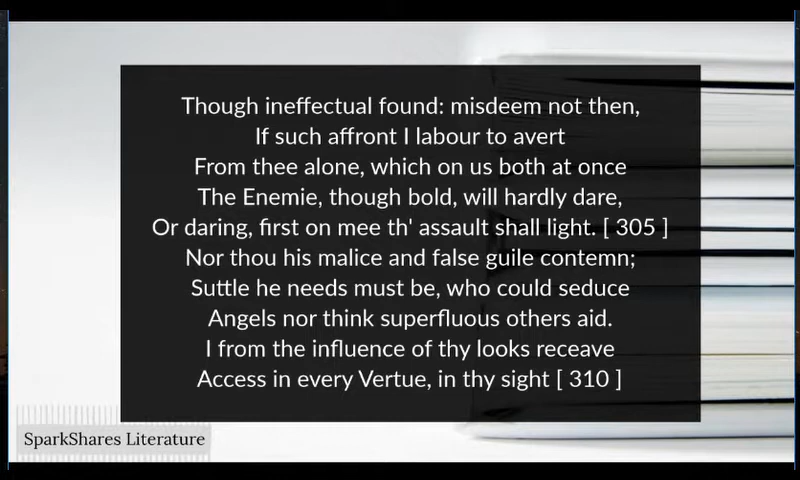 Though ineffectual found: misdeem not then,
If such affront I labour to avert
From thee alone, which on us both at once
The Enemie, though bold, will hardly dare,
Or daring, first on mee th' assault shall light. [ 305 ]
Nor thou his malice and false guile contemn;
Suttle he needs must be, who could seduce
Angels nor think superfluous others aid.
I from the influence of thy looks receave
Access in every Vertue, in thy sight [ 310 ]
SparkShares Literature